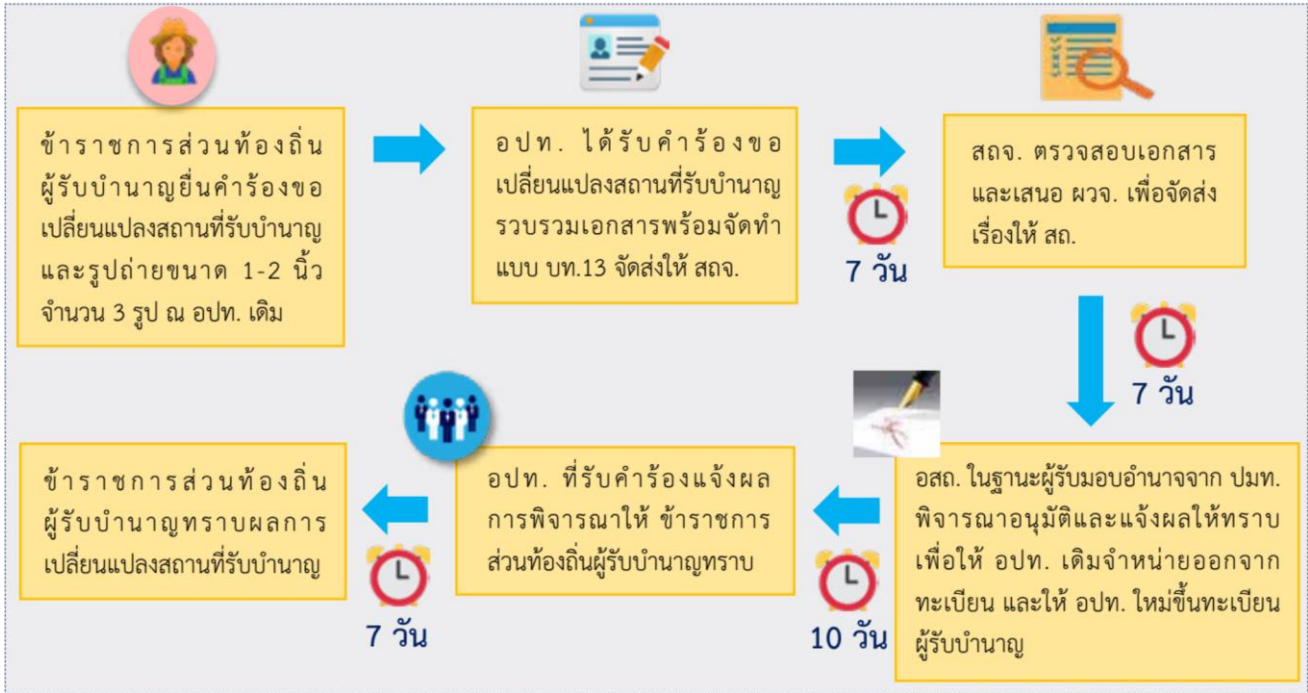 ข้าราชการส่วนท้องถิ่น
ผู้รับบำนาญยื่นคำร้องขอ
เปลี่ยนแปลงสถานที่รับบำนาญ
และรูปถ่ายขนาด 1-2 นิ้ว
จำนวน 3 รูป ณ อปท. เดิม
อปท. ได้รับคำร้องขอ
เปลี่ยนแปลงสถานที่รับบำนาญ
รวบรวมเอกสารพร้อมจัดทำ
แบบ บท.13 จัดส่งให้ สถจ.
7 วัน
สถจ. ตรวจสอบเอกสาร
และเสนอ ผวจ. เพื่อจัดส่ง
เรื่องให้ สถ.
7 วัน
อสถ. ในฐานะผู้รับมอบอำนาจจาก ปมท.
พิจารณาอนุมัติและแจ้งผลให้ทราบ
เพื่อให้ อปท. เดิมจำหน่ายออกจาก
ทะเบียน และให้ อปท. ใหม่ขึ้นทะเบียน
ผู้รับบำนาญ
10 วัน
อปท. ที่รับคำร้องแจ้งผล
การพิจารณาให้ ข้าราชการ
ส่วนท้องถิ่นผู้รับบำนาญทราบ
7 วัน
ข้าราชการส่วนท้องถิ่น
ผู้รับบำนาญทราบผลการ
เปลี่ยนแปลงสถานที่รับบำนาญ